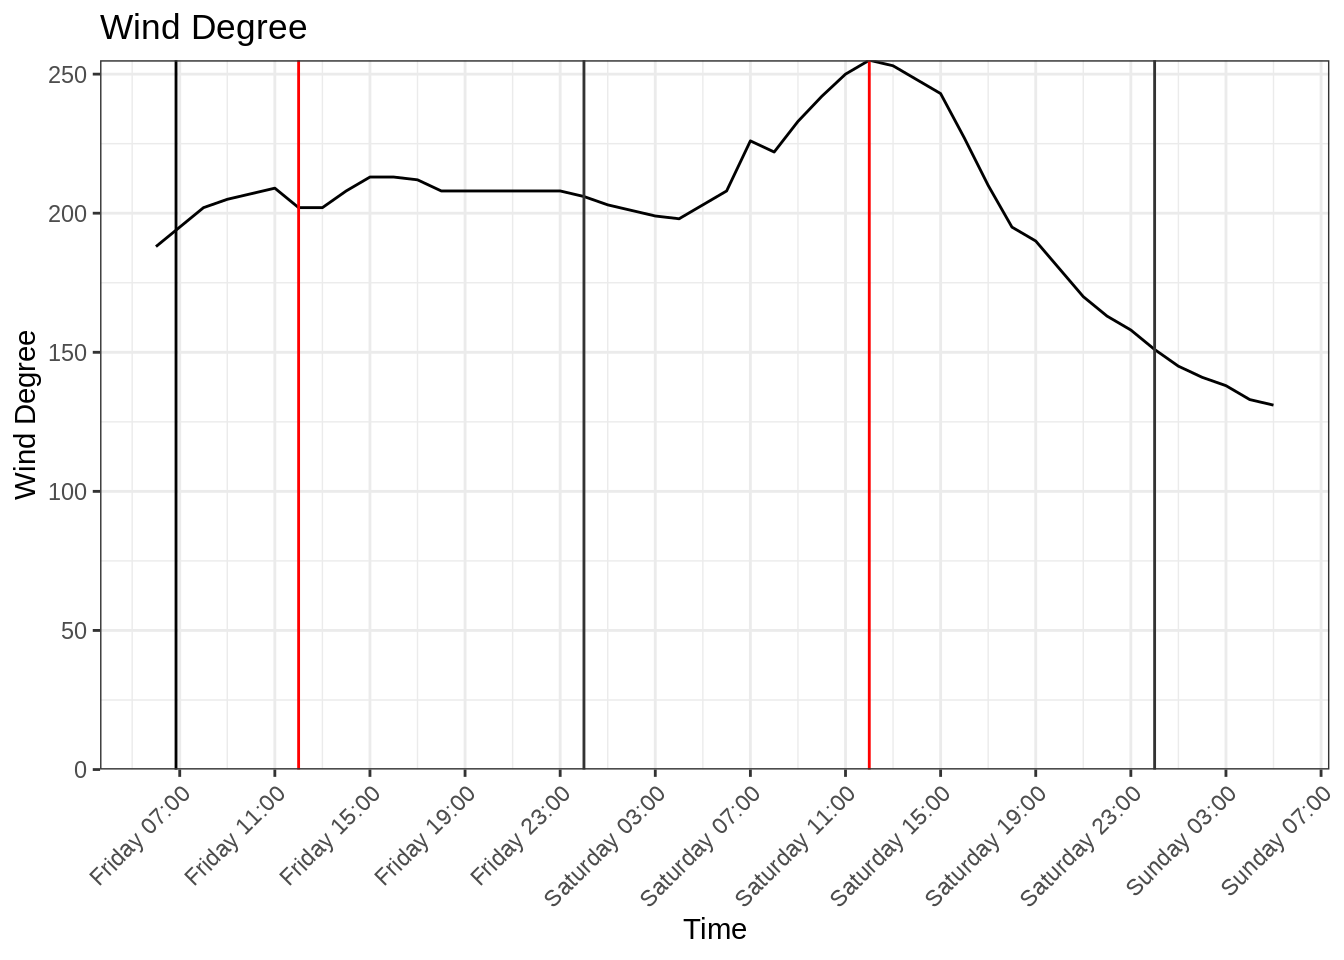 Wind Degree
Wind Degree
250
200
150
100
50
0
Friday 07:00
Friday 11:00
Friday 15:00
Friday 19:00
Friday 23:00
Saturday 03:00
Saturday 07:00
Saturday 11:00
Saturday 15:00
Saturday 19:00
Saturday 23:00
Sunday 03:00
Sunday 07:00
Time